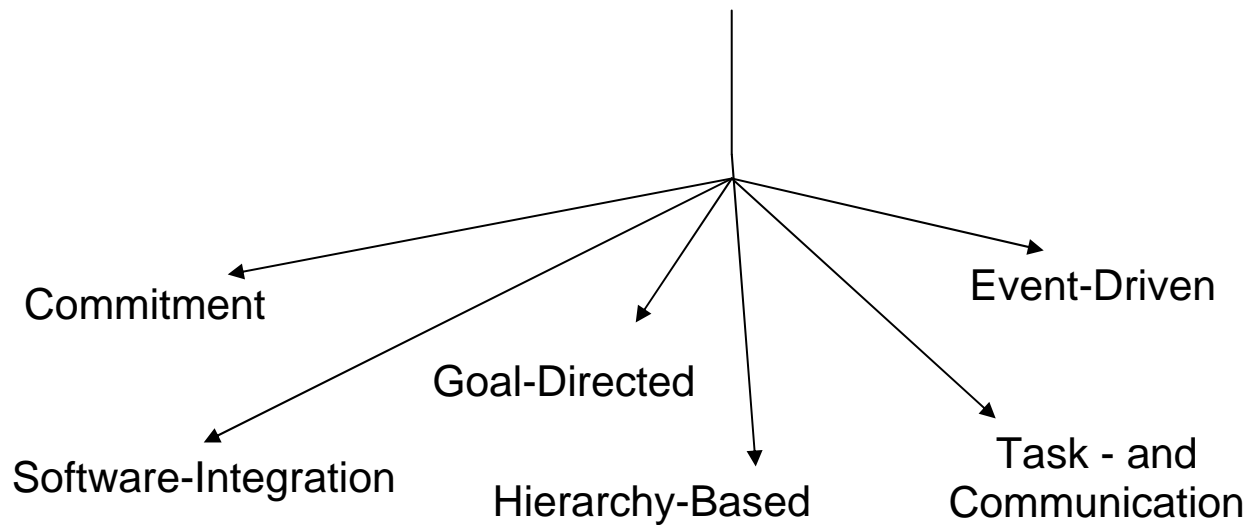 Commitment
Event-Driven
Goal-Directed
Software-Integration
Hierarchy-Based
Task - and
Communication